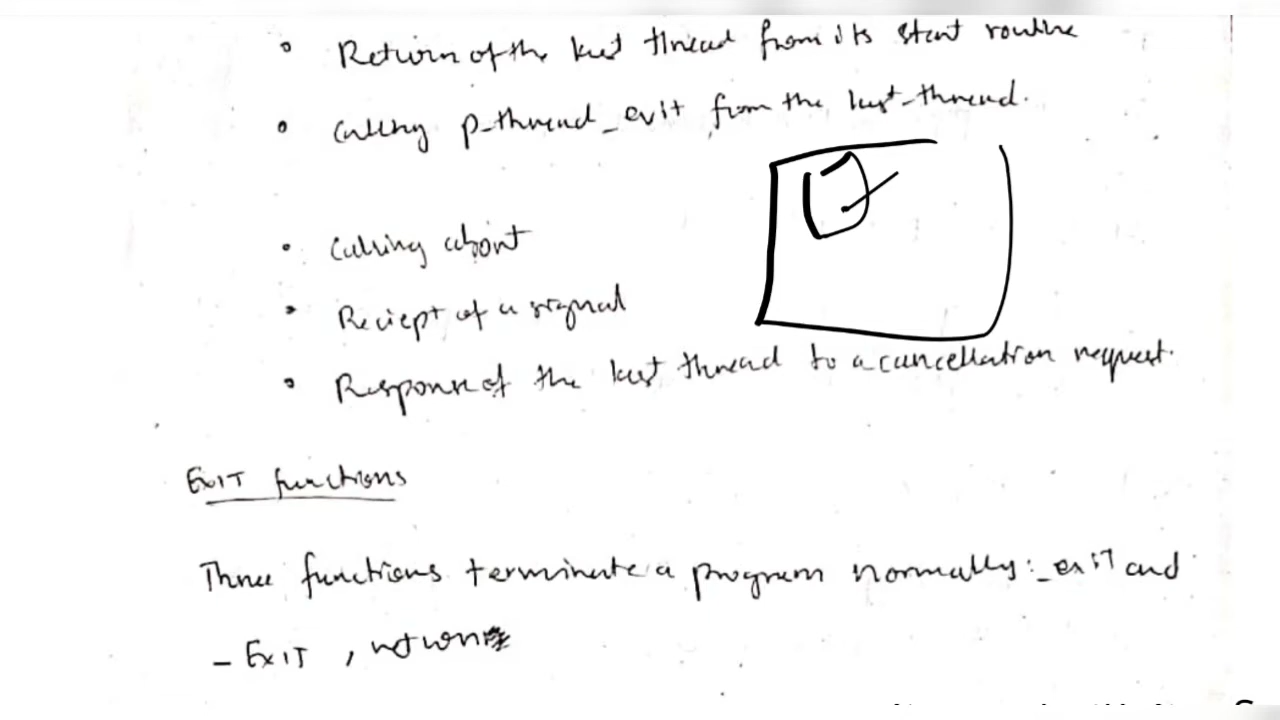 • Return of the last thread from its start routine
• Calling p-thread_exit from the last-thread.
• Calling abort
• Reciept of a signal
• Response of the last thread to a cancellation request.
EXIT functions
Three functions terminate a program normally: _exit and
_ EXIT , return